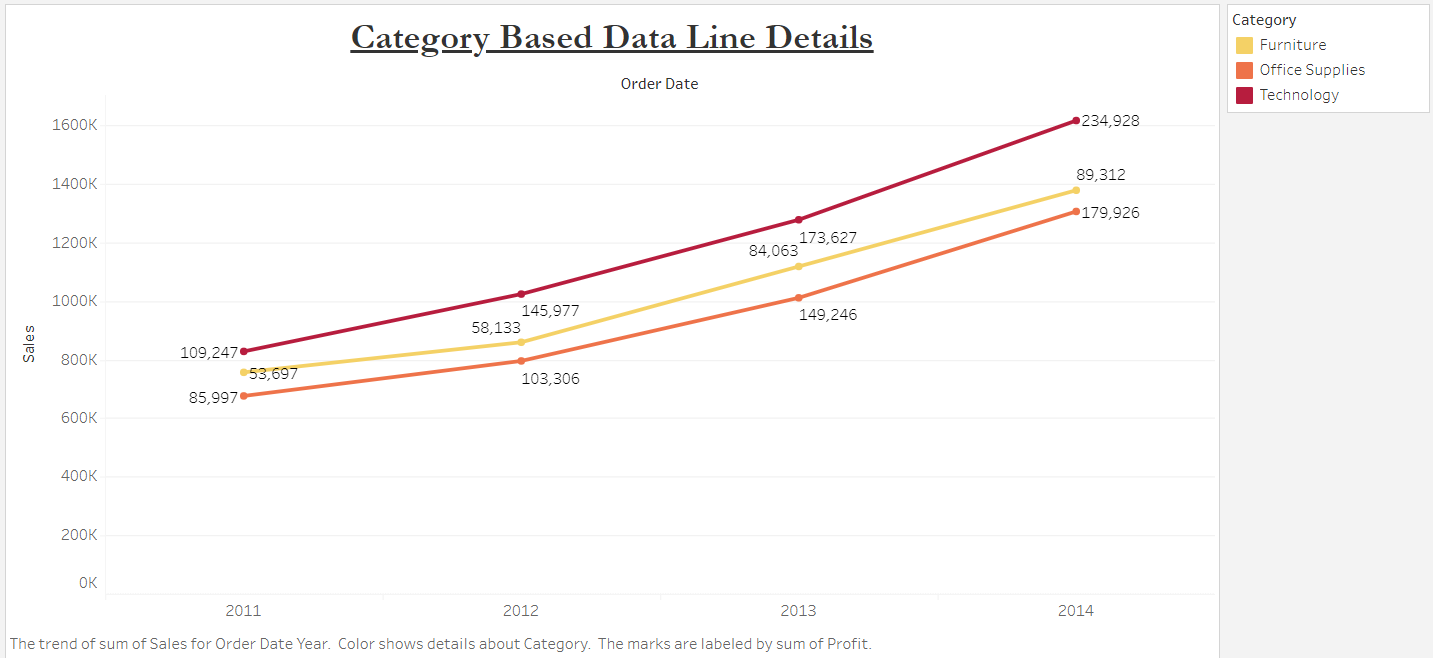 Category Based Data Line Details
Order Date
Category
Furniture
Office Supplies
Technology
Sales
1600K
1400K
1200K
1000K
800K
600K
400K
200K
0K
234,928
89,312
179,926
173,627
84,063
149,246
145,977
58,133
103,306
109,247
53,697
85,997
2011
2012
2013
2014
The trend of sum of Sales for Order Date Year. Color shows details about Category. The marks are labeled by sum of Profit.